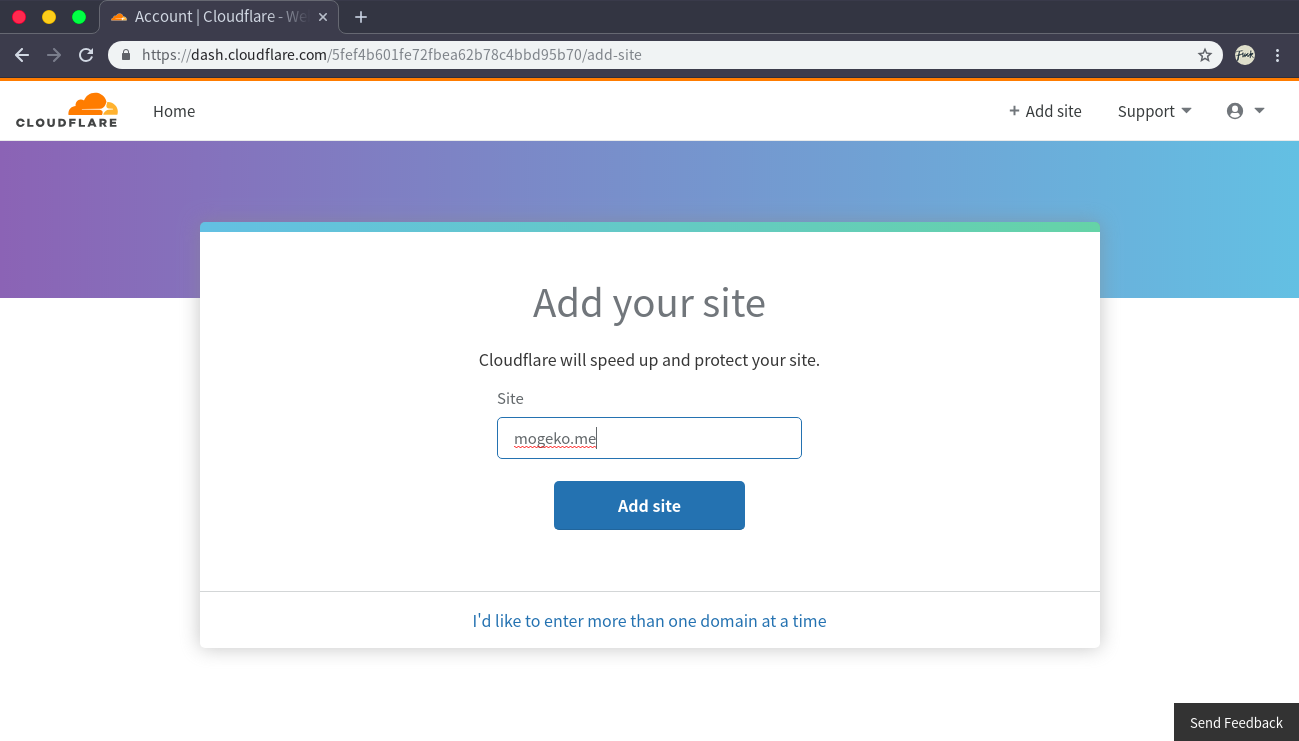 Account | Cloudflare - We
https://dash.cloudflare.com/5fef4b601fe72fbea62b78c4bbd95b70/add-site
CLOUDFLARE
Home
+ Add site
Support
Add your site
Cloudflare will speed up and protect your site.
Site
mogeko.me
Add site
I'd like to enter more than one domain at a time
Send Feedback